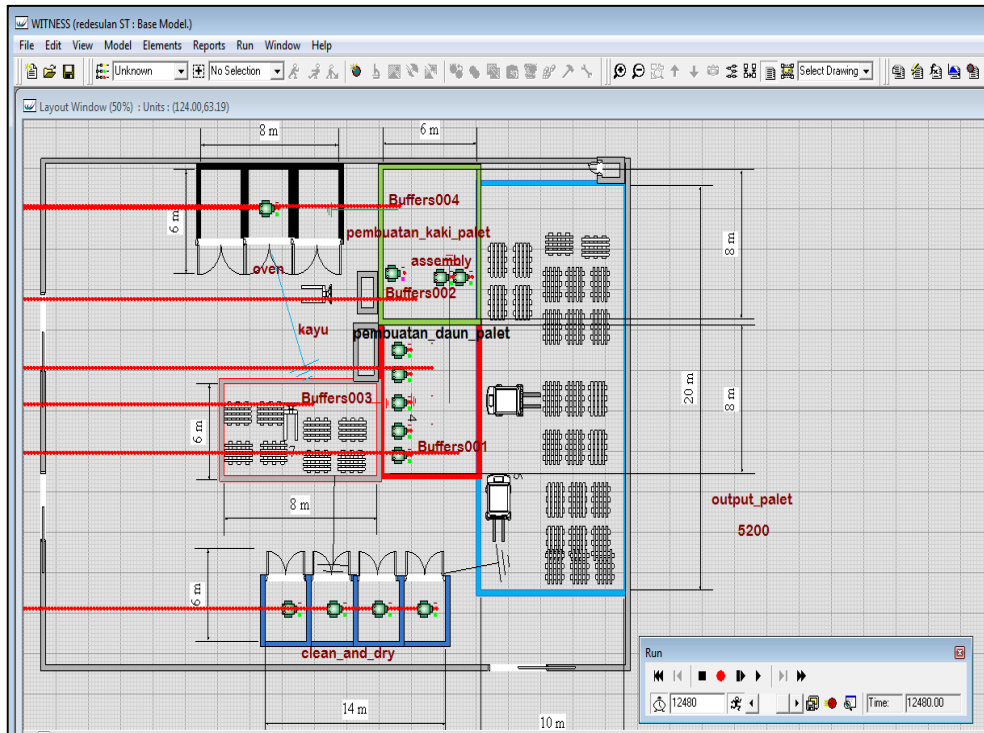 WITNESS (redesulan ST : Base Model.)
File Edit View Model Elements Reports Run Window Help
Unknown No Selection Select Drawing
Layout Window (50%) : Units : (124.00,63.19)
8 m
6 m
Buffers004
6 m
pembuatan_kaki_palet
8 m
assembly
oven
Buffers002
kayu
pembuatan_daun_palet
20 m
8 m
Buffers003
6 m
Buffers001
8 m
output_palet
5200
6 m
clean_and_dry
14 m
10 m
Run
12480 Time: 12480.00